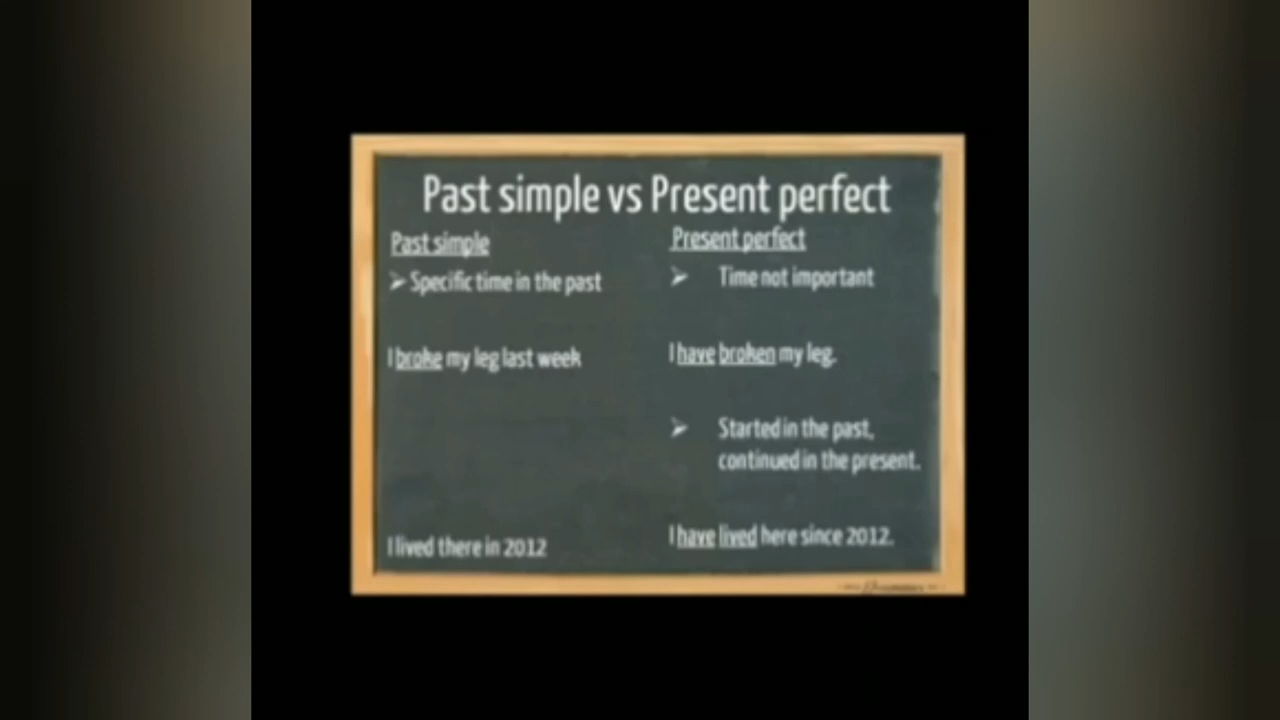 Past simple vs Present perfect
Past simple
➢ Specific time in the past
I broke my leg last week
I lived there in 2012
Present perfect
➢ Time not important
I have broken my leg.
➢ Started in the past,
continued in the present.
I have lived here since 2012.